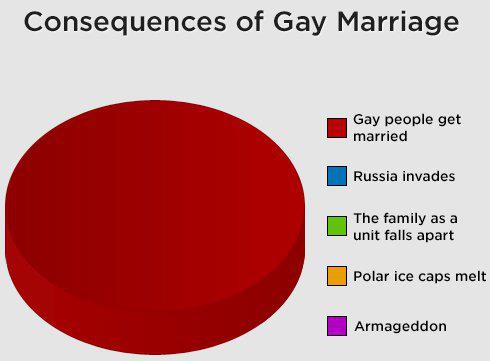 Consequences of Gay Marriage
Gay people get
married
Russia invades
The family as a
unit falls apart
Polar ice caps melt
Armageddon